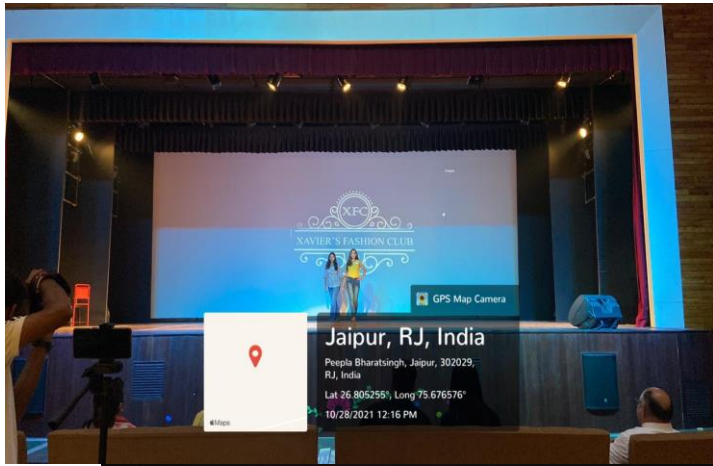 XFC
XAVIER'S FASHION CLUB
GPS Map Camera
Jaipur, RJ, India
Peepla Bharatsingh, Jaipur, 302029,
RJ, India
Lat 26.805255°, Long 75.676576°
10/28/2021 12:16 PM
Maps